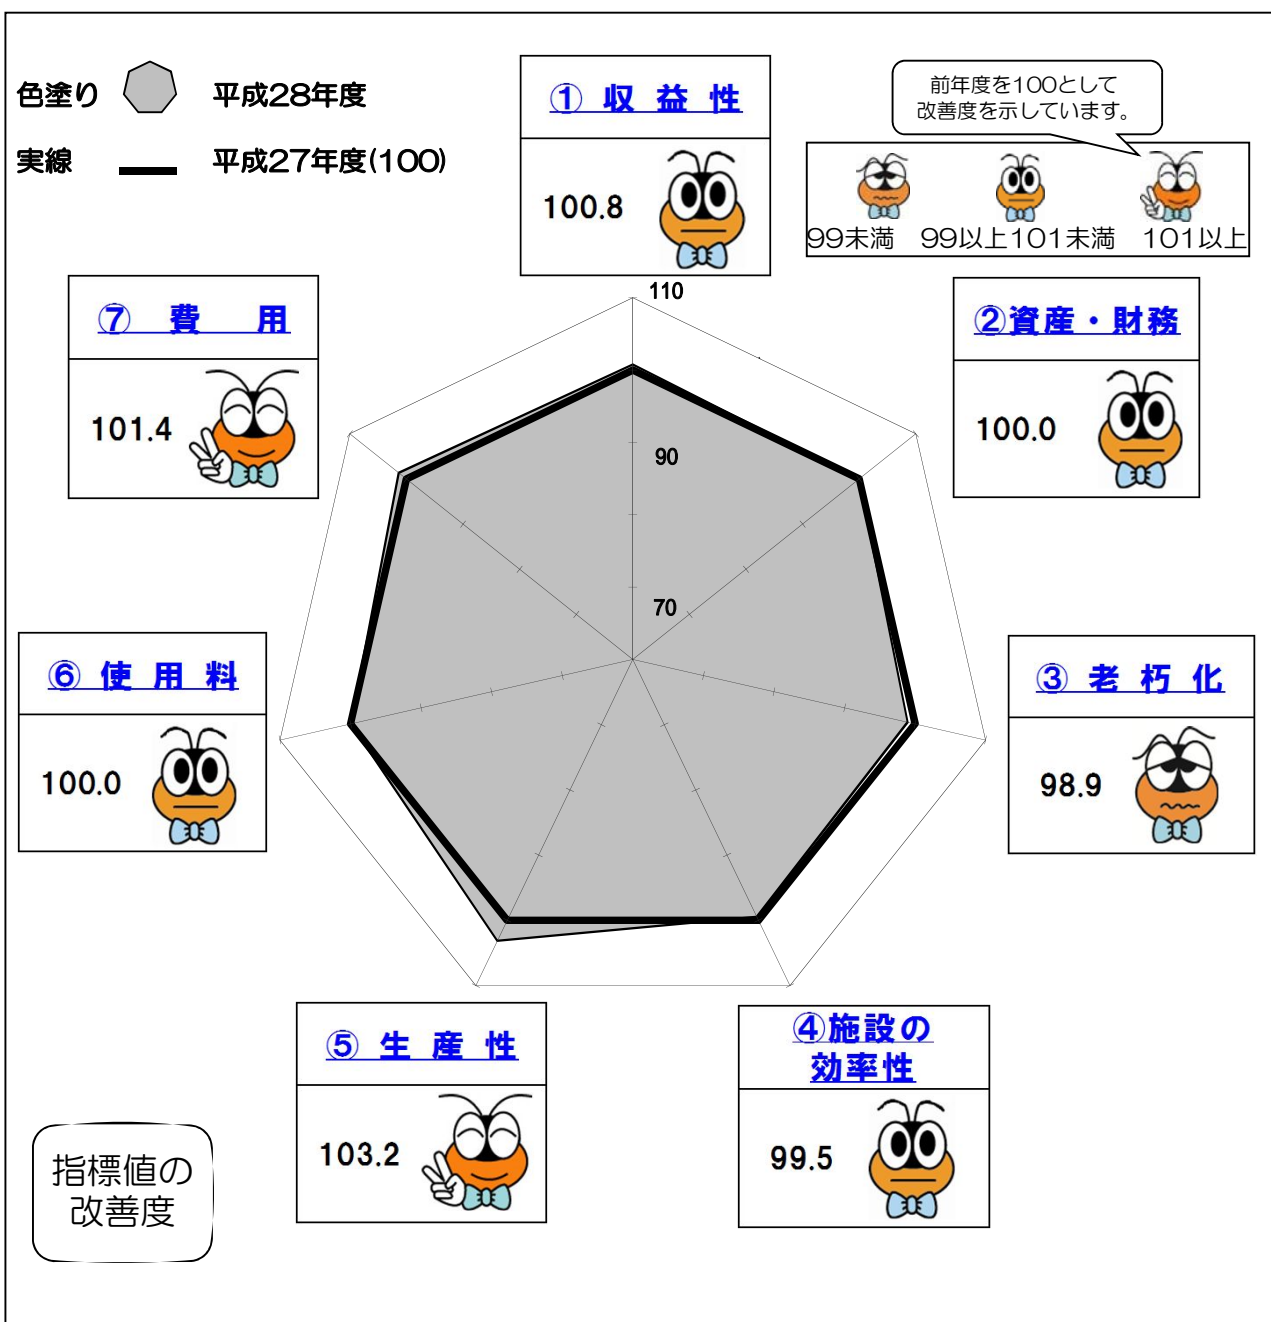 色塗り 平成28年度
実線 平成27年度(100)
① 収 益 性
100.8
前年度を100として
改善度を示しています。
99未満 99以上101未満 101以上
⑦ 費 用
101.4
②資産・財務
100.0
110
90
70
⑥ 使 用 料
100.0
③ 老 朽 化
98.9
⑤ 生 産 性
103.2
④施設の
効率性
99.5
指標値の
改善度